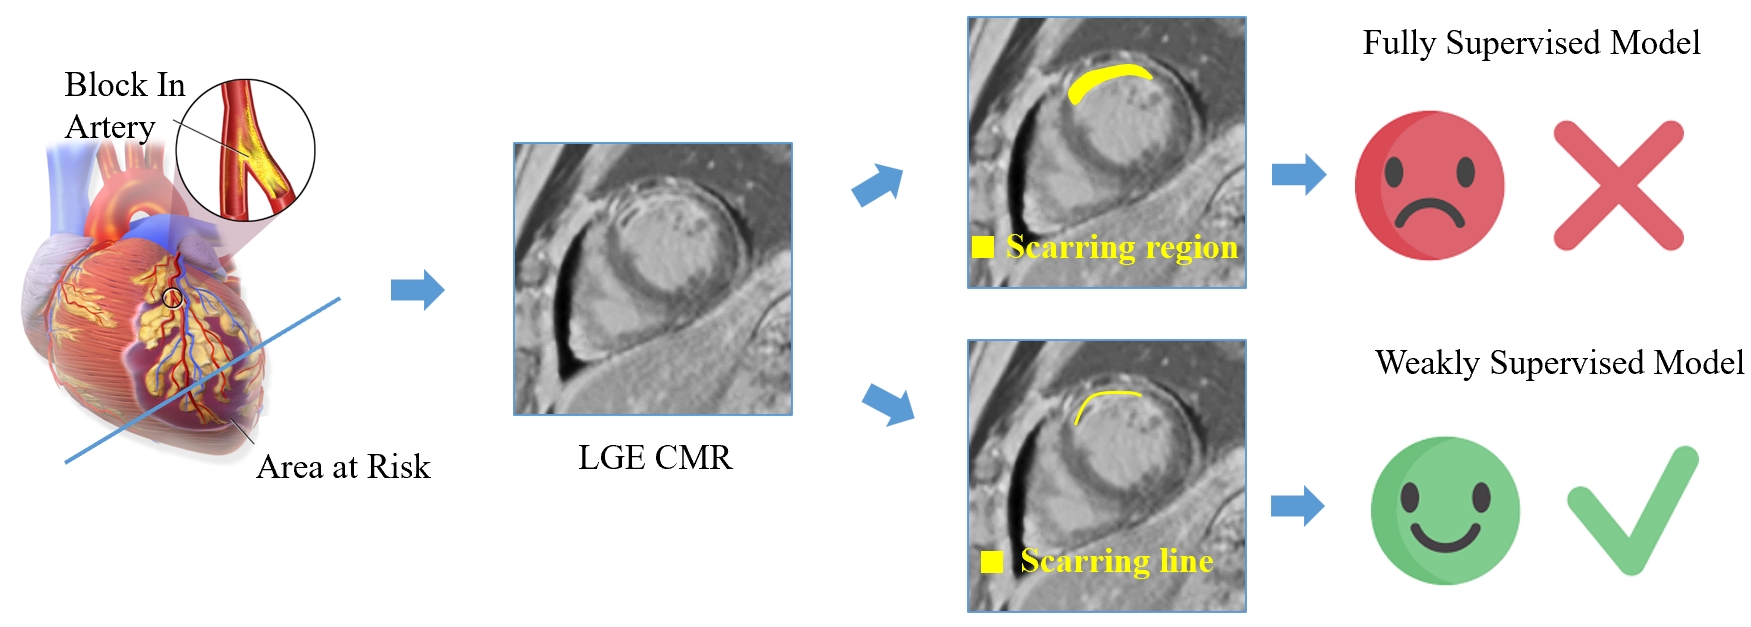 Block In
Artery
Area at Risk
LGE CMR
Scarring region
Scarring line
Fully Supervised Model
Weakly Supervised Model